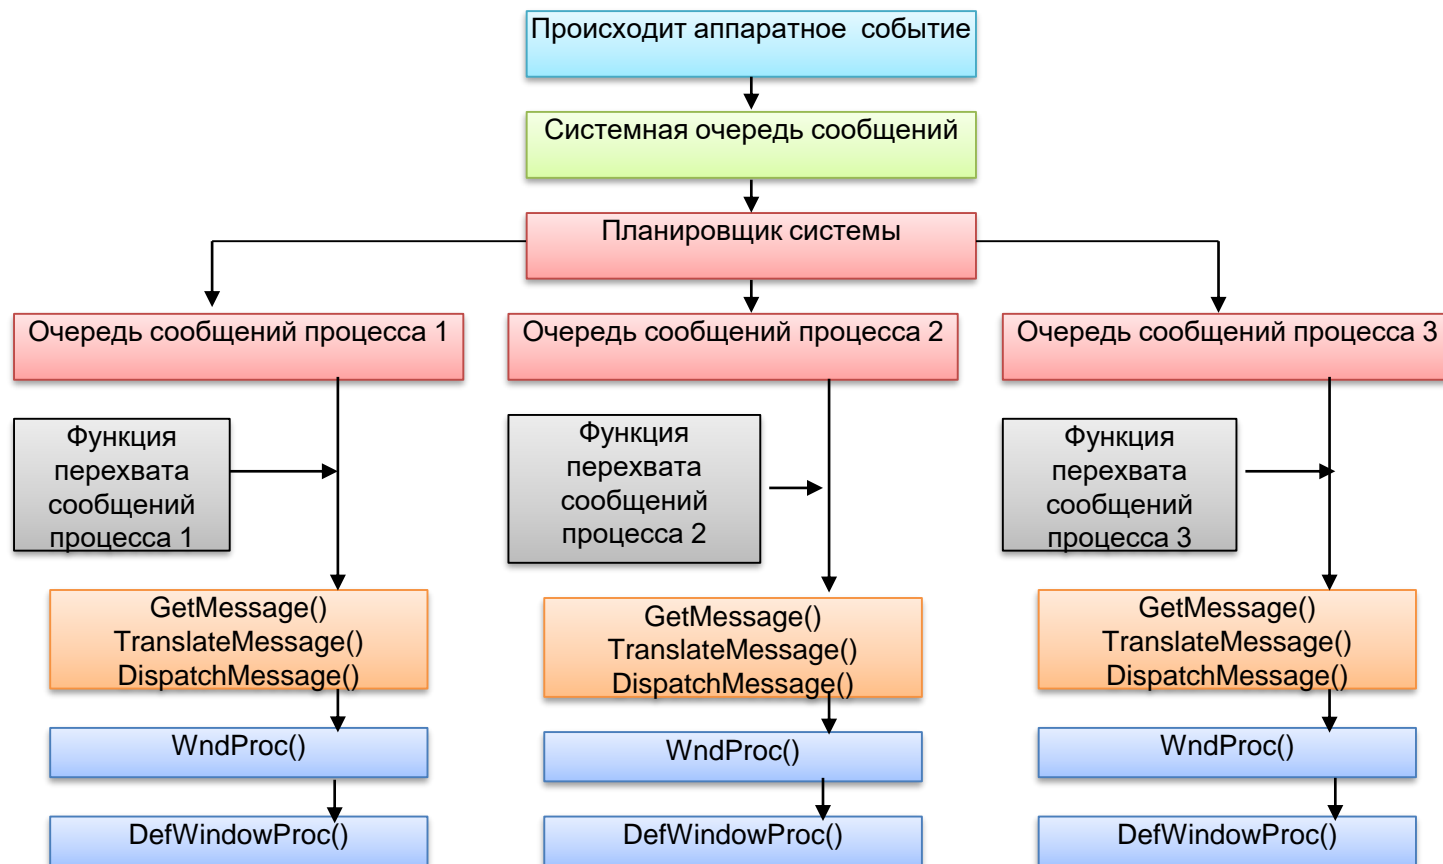 Происходит аппаратное событие
Системная очередь сообщений
Планировщик системы
Очередь сообщений процесса 1
Очередь сообщений процесса 2
Очередь сообщений процесса 3
Функция
перехвата
сообщений
процесса 1
Функция
перехвата
сообщений
процесса 2
Функция
перехвата
сообщений
процесса 3
GetMessage()
TranslateMessage()
DispatchMessage()
GetMessage()
TranslateMessage()
DispatchMessage()
GetMessage()
TranslateMessage()
DispatchMessage()
WndProc()
WndProc()
WndProc()
DefWindowProc()
DefWindowProc()
DefWindowProc()